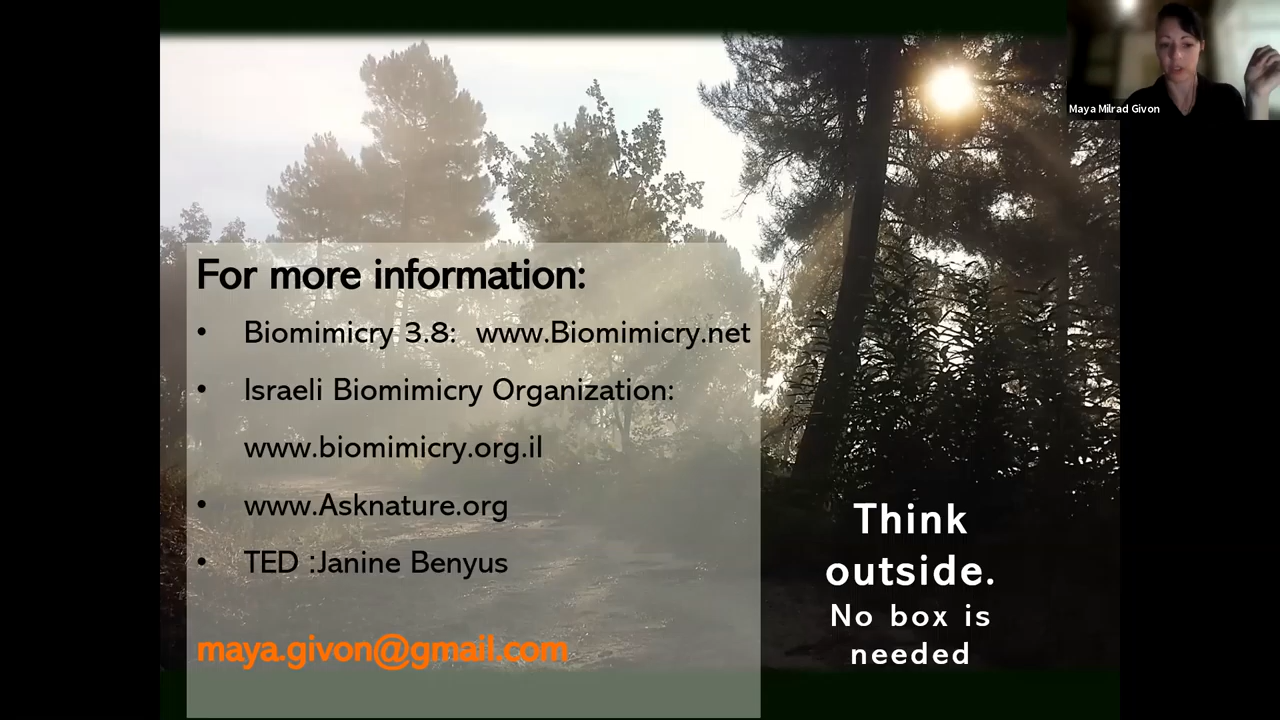 Maya Milrad Givon
For more information:
• Biomimicry 3.8: www.Biomimicry.net
• Israeli Biomimicry Organization:
www.biomimicry.org.il
• www.Asknature.org
• TED :Janine Benyus
maya.givon@gmail.com
Think
outside.
No box is
needed